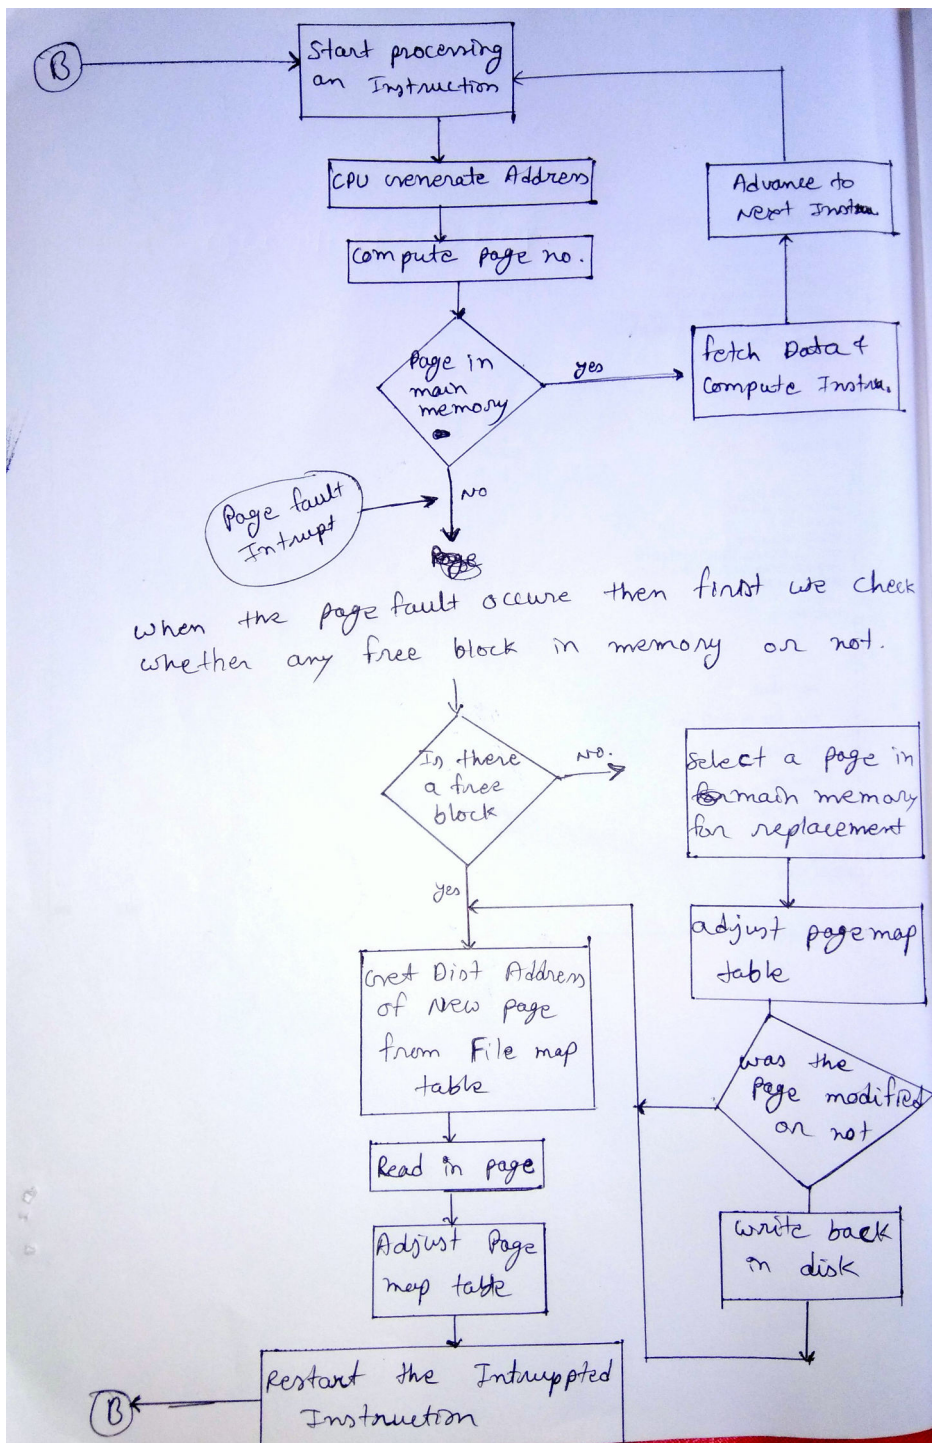 B
Start processing
an Instruction
CPU Generate Address
Compute page no.
Page in
main
memory
yes
fetch Data &
Compute Instru.
Advance to
Next Instru.
NO
Page fault
Intrupt
when the page fault occure then first we check
whether any free block in memory or not.
Is there
a free
block
No.
Select a page in
main memory
for replacement
adjust page map
table
was the
Page modified
or not
write back
in disk
yes
Get Dist Address
of New page
from File map
table
Read in page
Adjust Page
map table
Restart the Intruppted
Instruction
B